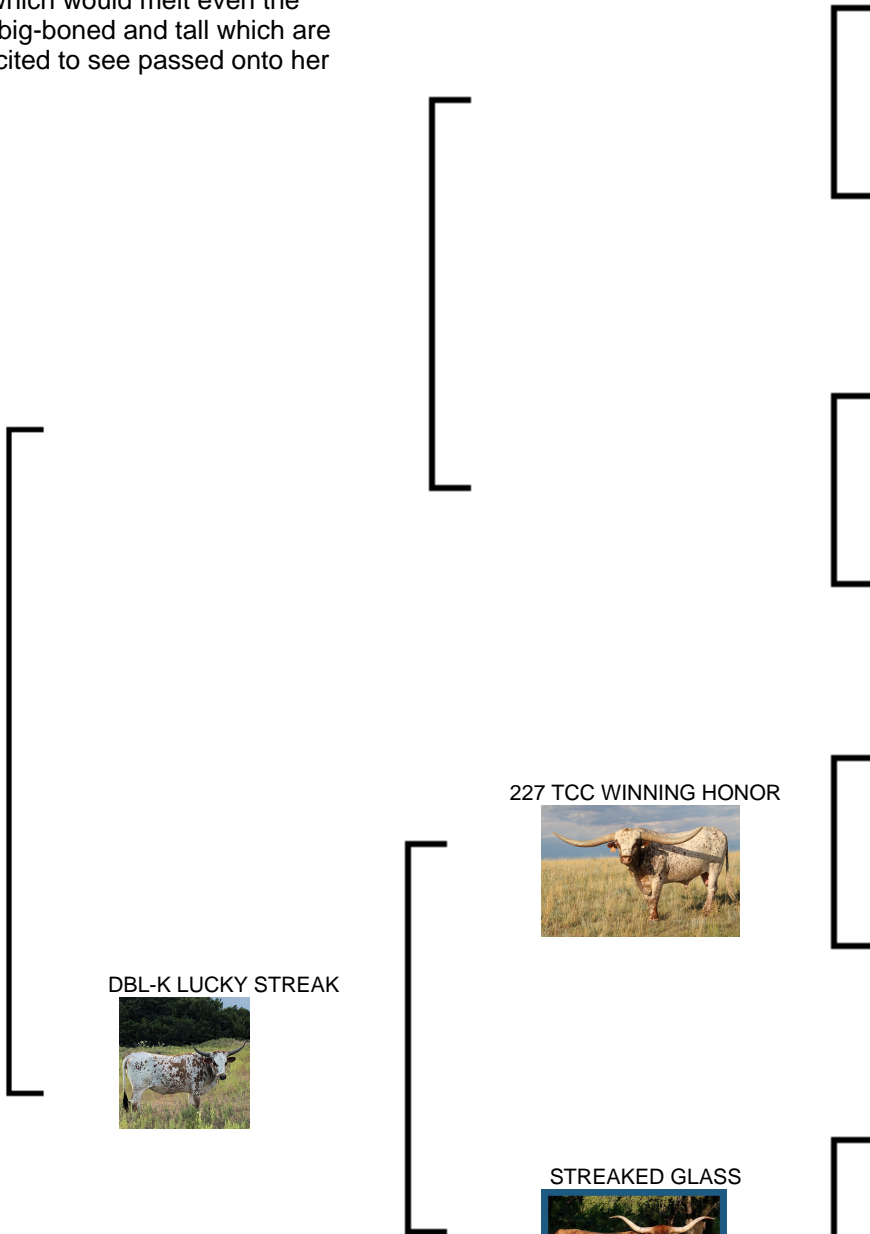 which would melt even the
big-boned and tall which are
cited to see passed onto her
227 TCC WINNING HONOR
DBL-K LUCKY STREAK
STREAKED GLASS